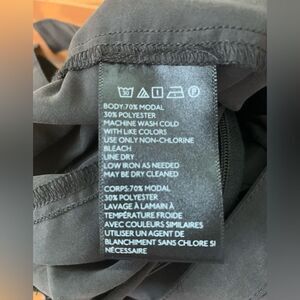 BODY:70% MODAL
30% POLYESTER
MACHINE WASH COLD
WITH LIKE COLORS
USE ONLY NON-CHLORINE
BLEACH
LINE DRY
LOW IRON AS NEEDED
MAY BE DRY CLEANED
CORPS:70% MODAL
30% POLYESTER
LAVAGE À LAMAIN À
TEMPÉRATURE FROIDE
AVEC COULEURS SIMILAIRES
UTILISER UN AGENT DE
BLANCHIMENT SANS CHLORE SI
NÉCESSAIRE